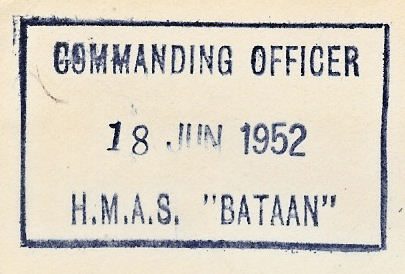 COMMANDING OFFICER
18 JUN 1952
H.M.A.S. "BATAAN"